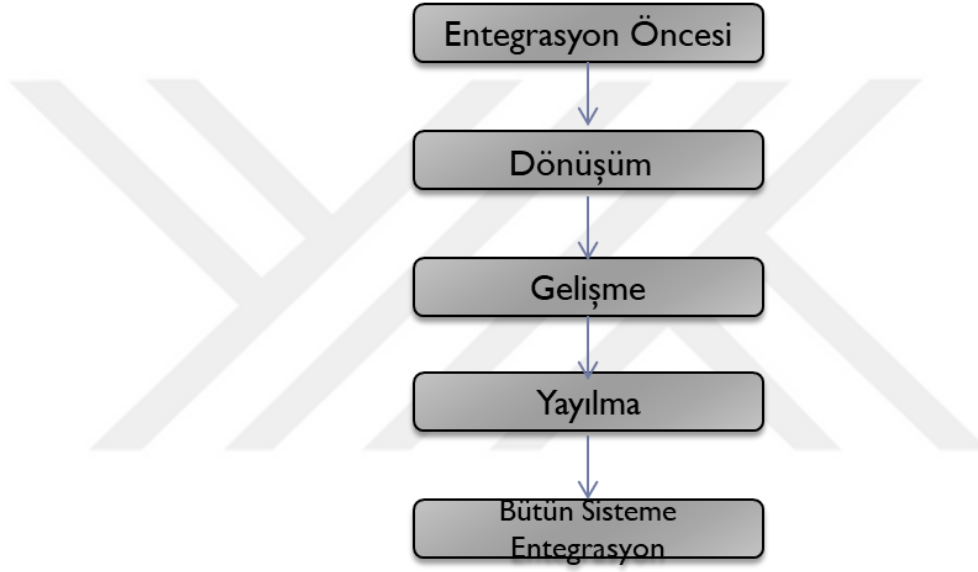 Entegrasyon Öncesi
Dönüşüm
Gelişme
Yayılma
Bütün Sisteme
Entegrasyon